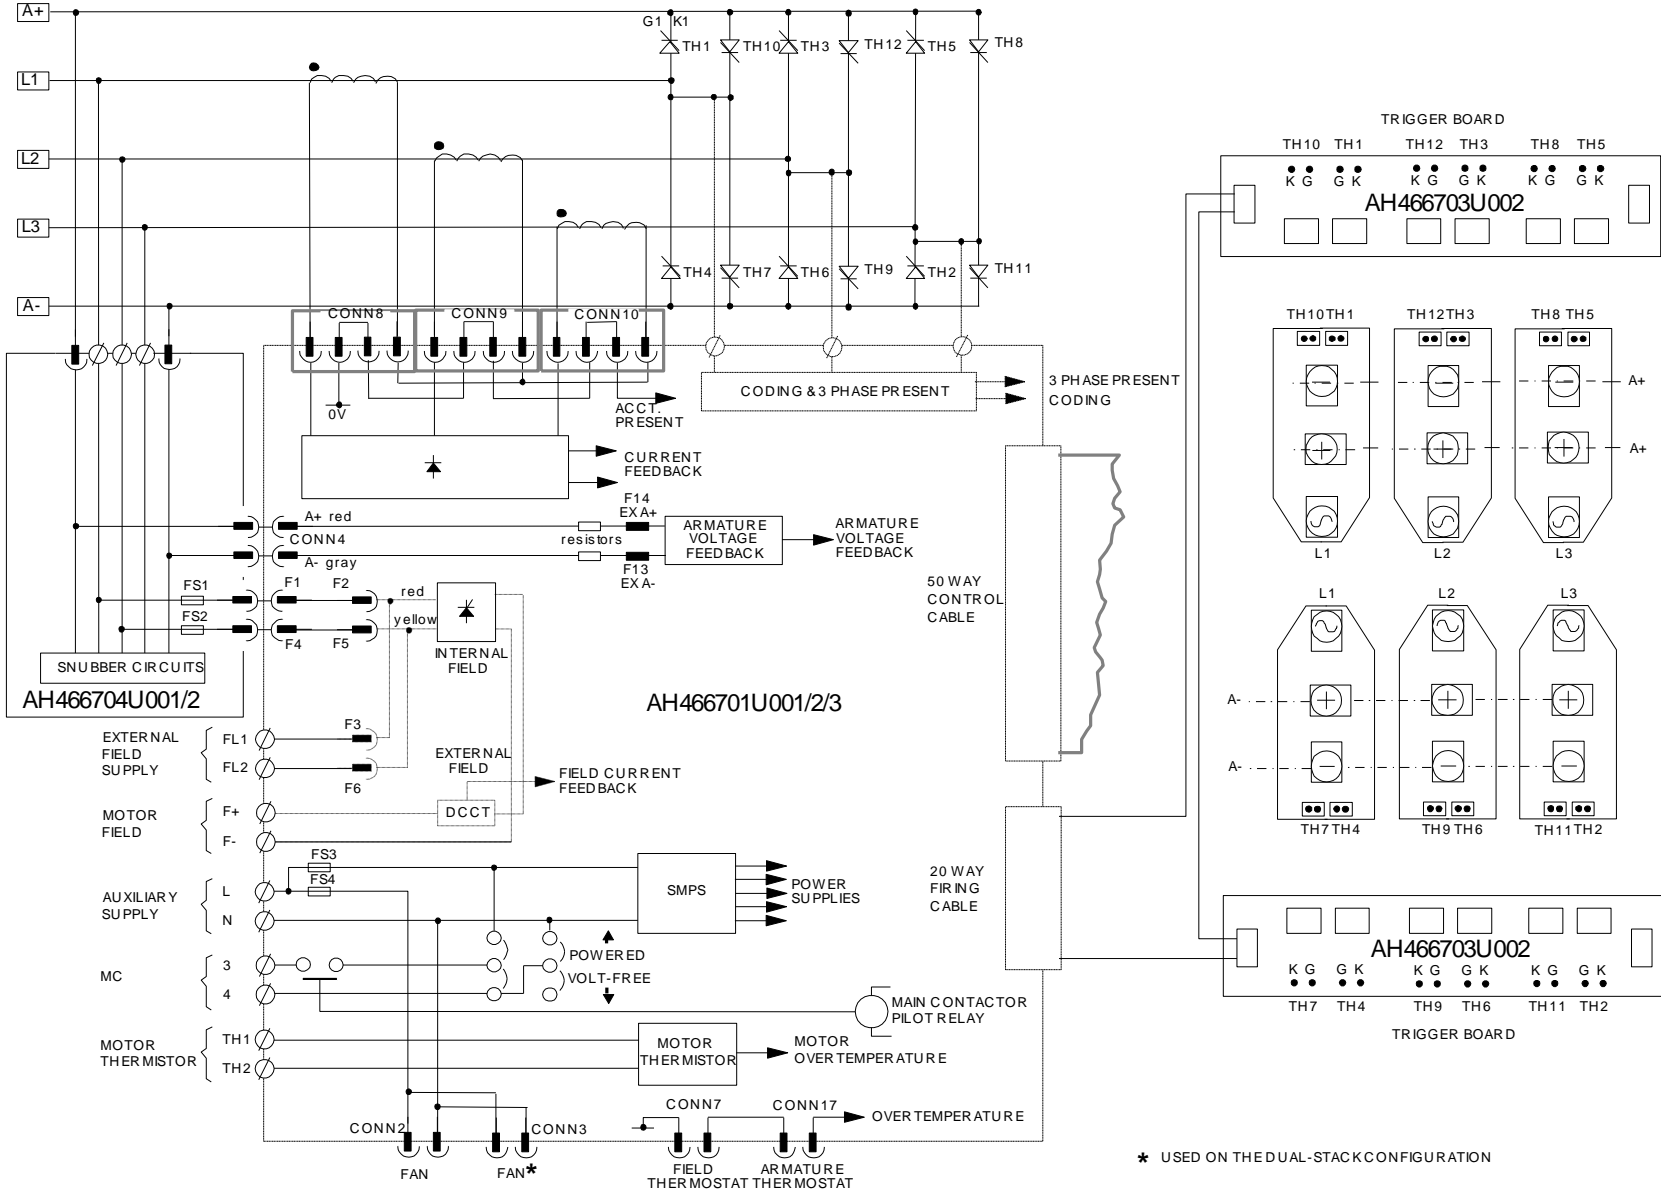 A+
G1 K1
TH1
TH10
TH3
TH12
TH5
TH8
L1
L2
L3
TH4
TH7
TH6
TH9
TH2
TH11
A-
CONN8
CONN9
CONN10
0V
ACCT.
PRESENT
CODING & 3 PHASE PRESENT
3 PHASE PRESENT
CODING
CURRENT
FEEDBACK
A+ red
CONN4
A- gray
resistors
F14
EXA+
F13
EXA-
ARMATURE
VOLTAGE
FEEDBACK
ARMATURE
VOLTAGE
FEEDBACK
FS1
F1
F2
red
FS2
F4
F5
yellow
INTERNAL
FIELD
SNUBBER CIRCUITS
AH466704U001/2
AH466701U001/2/3
50 WAY
CONTROL
CABLE
EXTERNAL
FIELD
SUPPLY
FL1
FL2
F3
F6
EXTERNAL
FIELD
FIELD CURRENT
FEEDBACK
MOTOR
FIELD
F+
F-
DCCT
AUXILIARY
SUPPLY
L
N
FS3
FS4
SMPS
POWER
SUPPLIES
20 WAY
FIRING
CABLE
MC
3
4
POWERED
VOLT-FREE
MAIN CONTACTOR
PILOT RELAY
MOTOR
THERMISTOR
TH1
TH2
MOTOR
THERMISTOR
MOTOR
OVERTEMPERATURE
CONN2
CONN3
FAN
FAN*
CONN7
CONN17
OVERTEMPERATURE
FIELD
THERMOSTAT
ARMATURE
THERMOSTAT
TRIGGER BOARD
TH10 TH1 TH12 TH3 TH8 TH5
K G G K K G G K K G G K
AH466703U002
TH10 TH1 TH12 TH3 TH8 TH5
A+
A+
L1 L2 L3
L1 L2 L3
A-
A-
TH7 TH4 TH9 TH6 TH11 TH2
AH466703U002
K G G K K G G K K G G K
TH7 TH4 TH9 TH6 TH11 TH2
TRIGGER BOARD
* USED ON THE DUAL-STACK CONFIGURATION